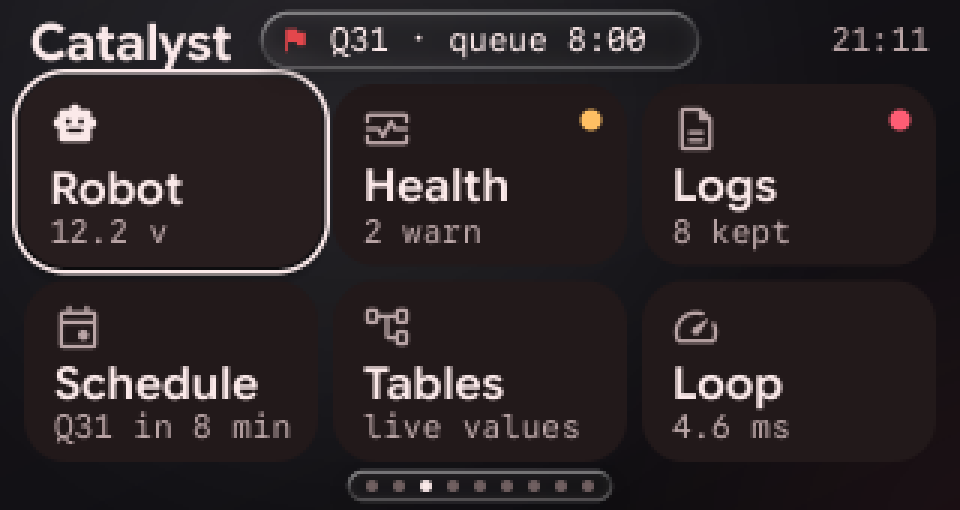 Catalyst
Q31 · queue 8:00
21:11
Robot
12.2 v
Health
2 warn
Logs
8 kept
Schedule
Q31 in 8 min
Tables
live values
Loop
4.6 ms